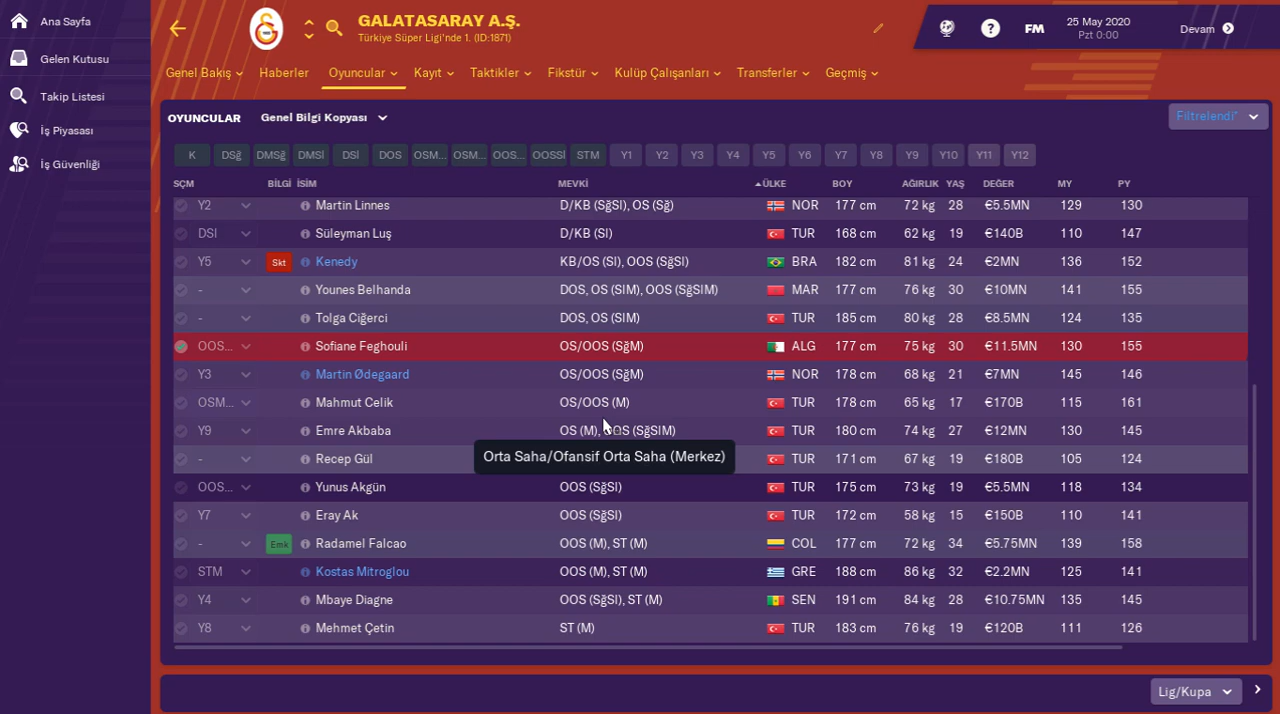 Ana Sayfa
Gelen Kutusu
Takip Listesi
İş Piyasası
İş Güvenliği
GALATASARAY A.Ş.
Türkiye Süper Ligi'nde 1. (ID:1871)
? FM 25 May 2020 Pzt 0:00 Devam
Genel Bakış Haberler Oyuncular Kayıt Taktikler Fikstür Kulüp Çalışanları Transferler Geçmiş
OYUNCULAR Genel Bilgi Kopyası Filtrelendi*
K DSğ DMSğ DMSİ DSİ DOS OSM... OSM... OOS... OOSSİ STM Y1 Y2 Y3 Y4 Y5 Y6 Y7 Y8 Y9 Y10 Y11 Y12
SÇM BİLGİ İSİM MEVKİ ÜLKE BOY AĞIRLIK YAŞ DEĞER MY PY
Y2 Martin Linnes D/KB (SğSl), OS (Sğ) NOR 177 cm 72 kg 28 €5.5MN 129 130
DSl Süleyman Luş D/KB (Sl) TUR 168 cm 62 kg 19 €140B 110 147
Y5 Skt Kenedy KB/OS (Sl), OOS (SğSl) BRA 182 cm 81 kg 24 €2MN 136 152
- Younes Belhanda DOS, OS (SlM), OOS (SğSlM) MAR 177 cm 76 kg 30 €10MN 141 155
- Tolga Ciğerci DOS, OS (SlM) TUR 185 cm 80 kg 28 €8.5MN 124 135
OOS... Sofiane Feghouli OS/OOS (SğM) ALG 177 cm 75 kg 30 €11.5MN 130 155
Y3 Martin Ødegaard OS/OOS (SğM) NOR 178 cm 68 kg 21 €7MN 145 146
OSM... Mahmut Celik OS/OOS (M) TUR 178 cm 65 kg 17 €170B 115 161
Y9 Emre Akbaba OS (M), OOS (SğSlM) TUR 180 cm 74 kg 27 €12MN 130 145
- Recep Gül TUR 171 cm 67 kg 19 €180B 105 124
Orta Saha/Ofansif Orta Saha (Merkez)
OOS... Yunus Akgün OOS (SğSl) TUR 175 cm 73 kg 19 €5.5MN 118 134
Y7 Eray Ak OOS (SğSl) TUR 172 cm 58 kg 15 €150B 110 141
- Emk Radamel Falcao OOS (M), ST (M) COL 177 cm 72 kg 34 €5.75MN 139 158
STM Kostas Mitroglou OOS (M), ST (M) GRE 188 cm 86 kg 32 €2.2MN 125 141
Y4 Mbaye Diagne OOS (SğSl), ST (M) SEN 191 cm 84 kg 28 €10.75MN 135 145
Y8 Mehmet Çetin ST (M) TUR 183 cm 76 kg 19 €120B 111 126
Lig/Kupa